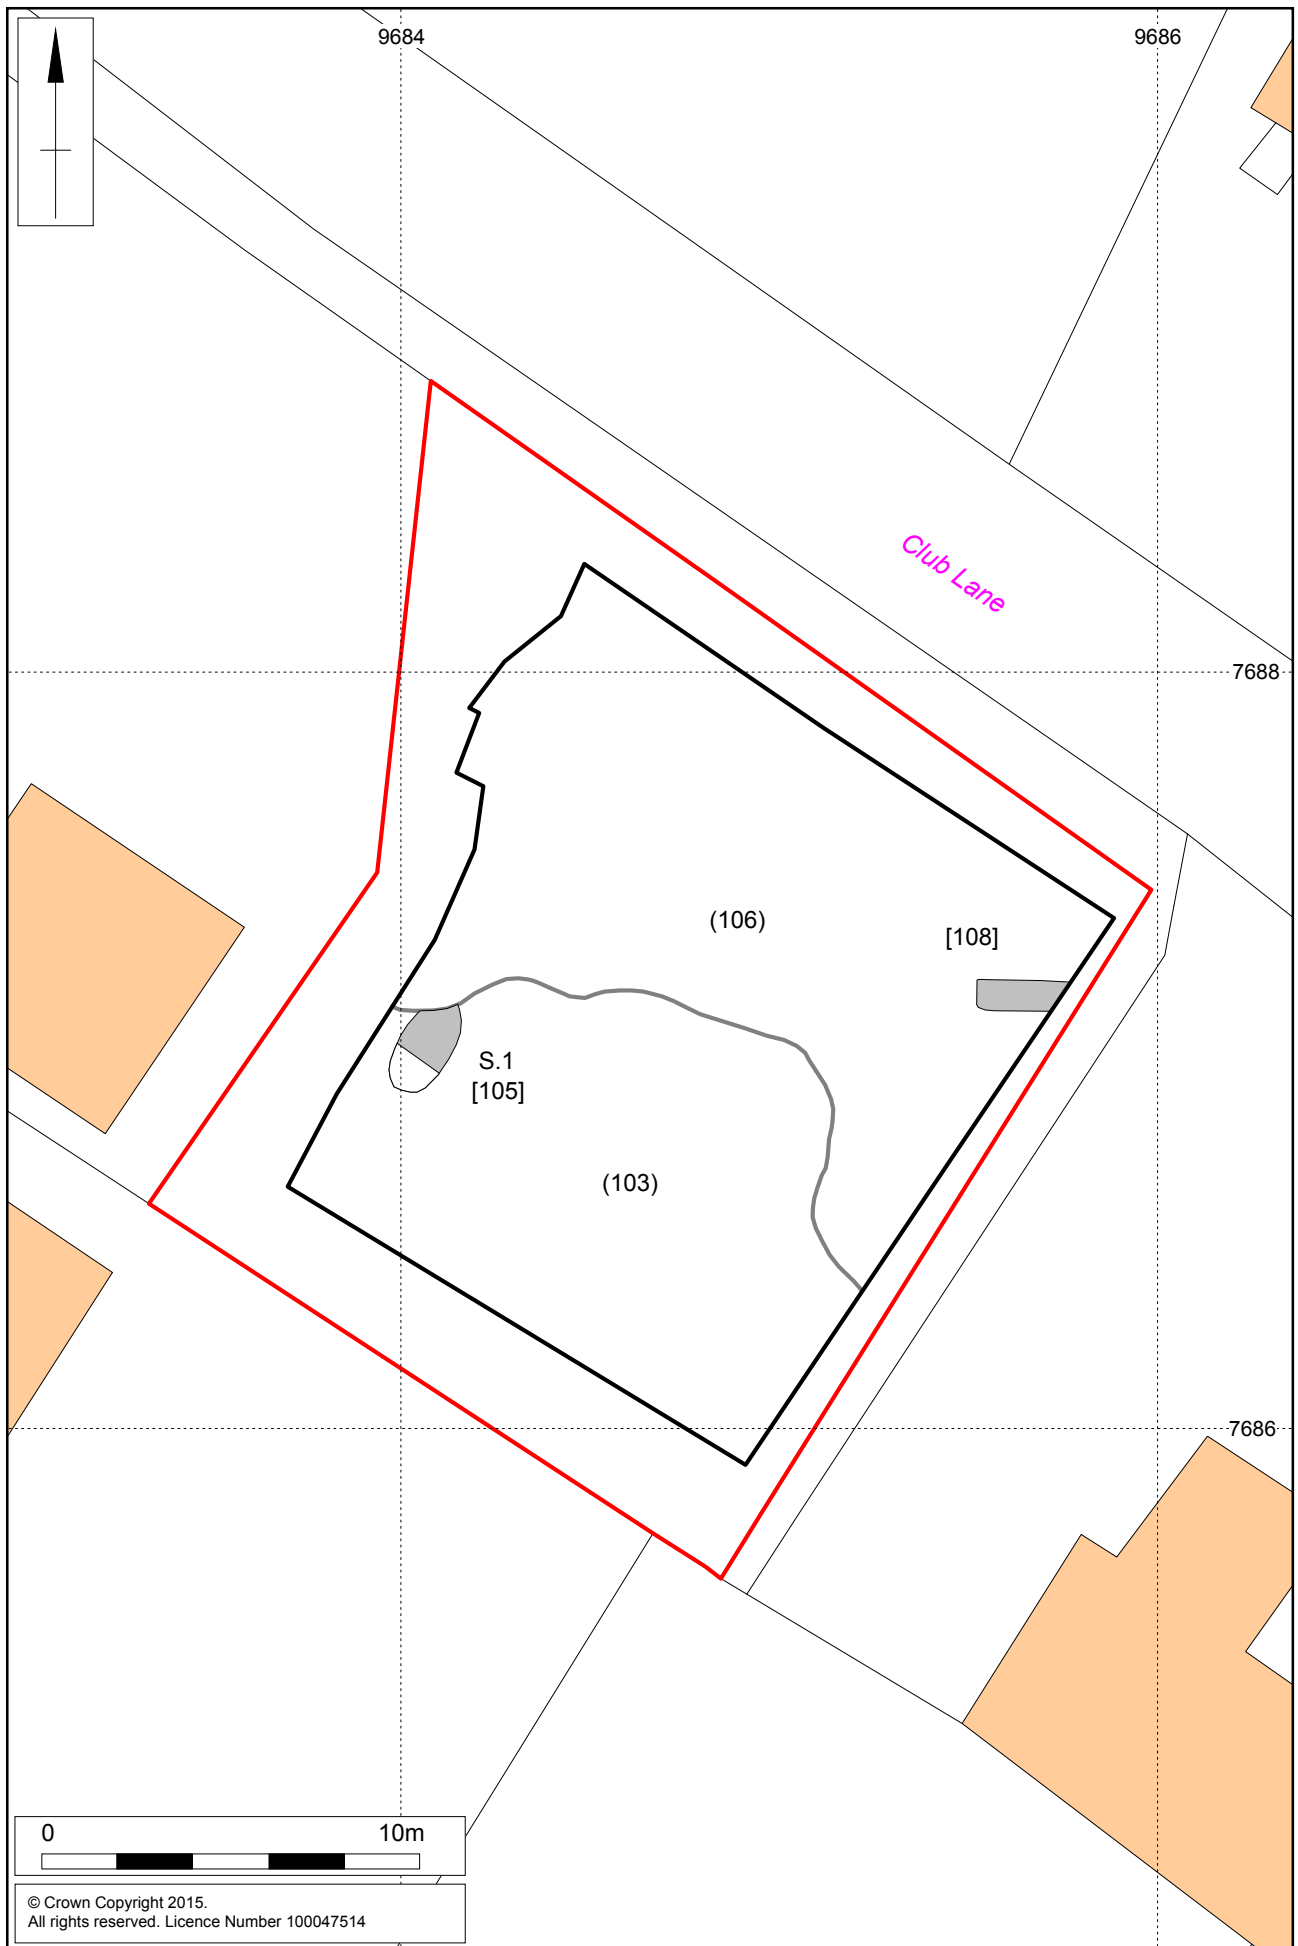 9684
9686
Club Lane
7688
(106)
[108]
S.1
[105]
(103)
7686
0 10m
© Crown Copyright 2015.
All rights reserved. Licence Number 100047514